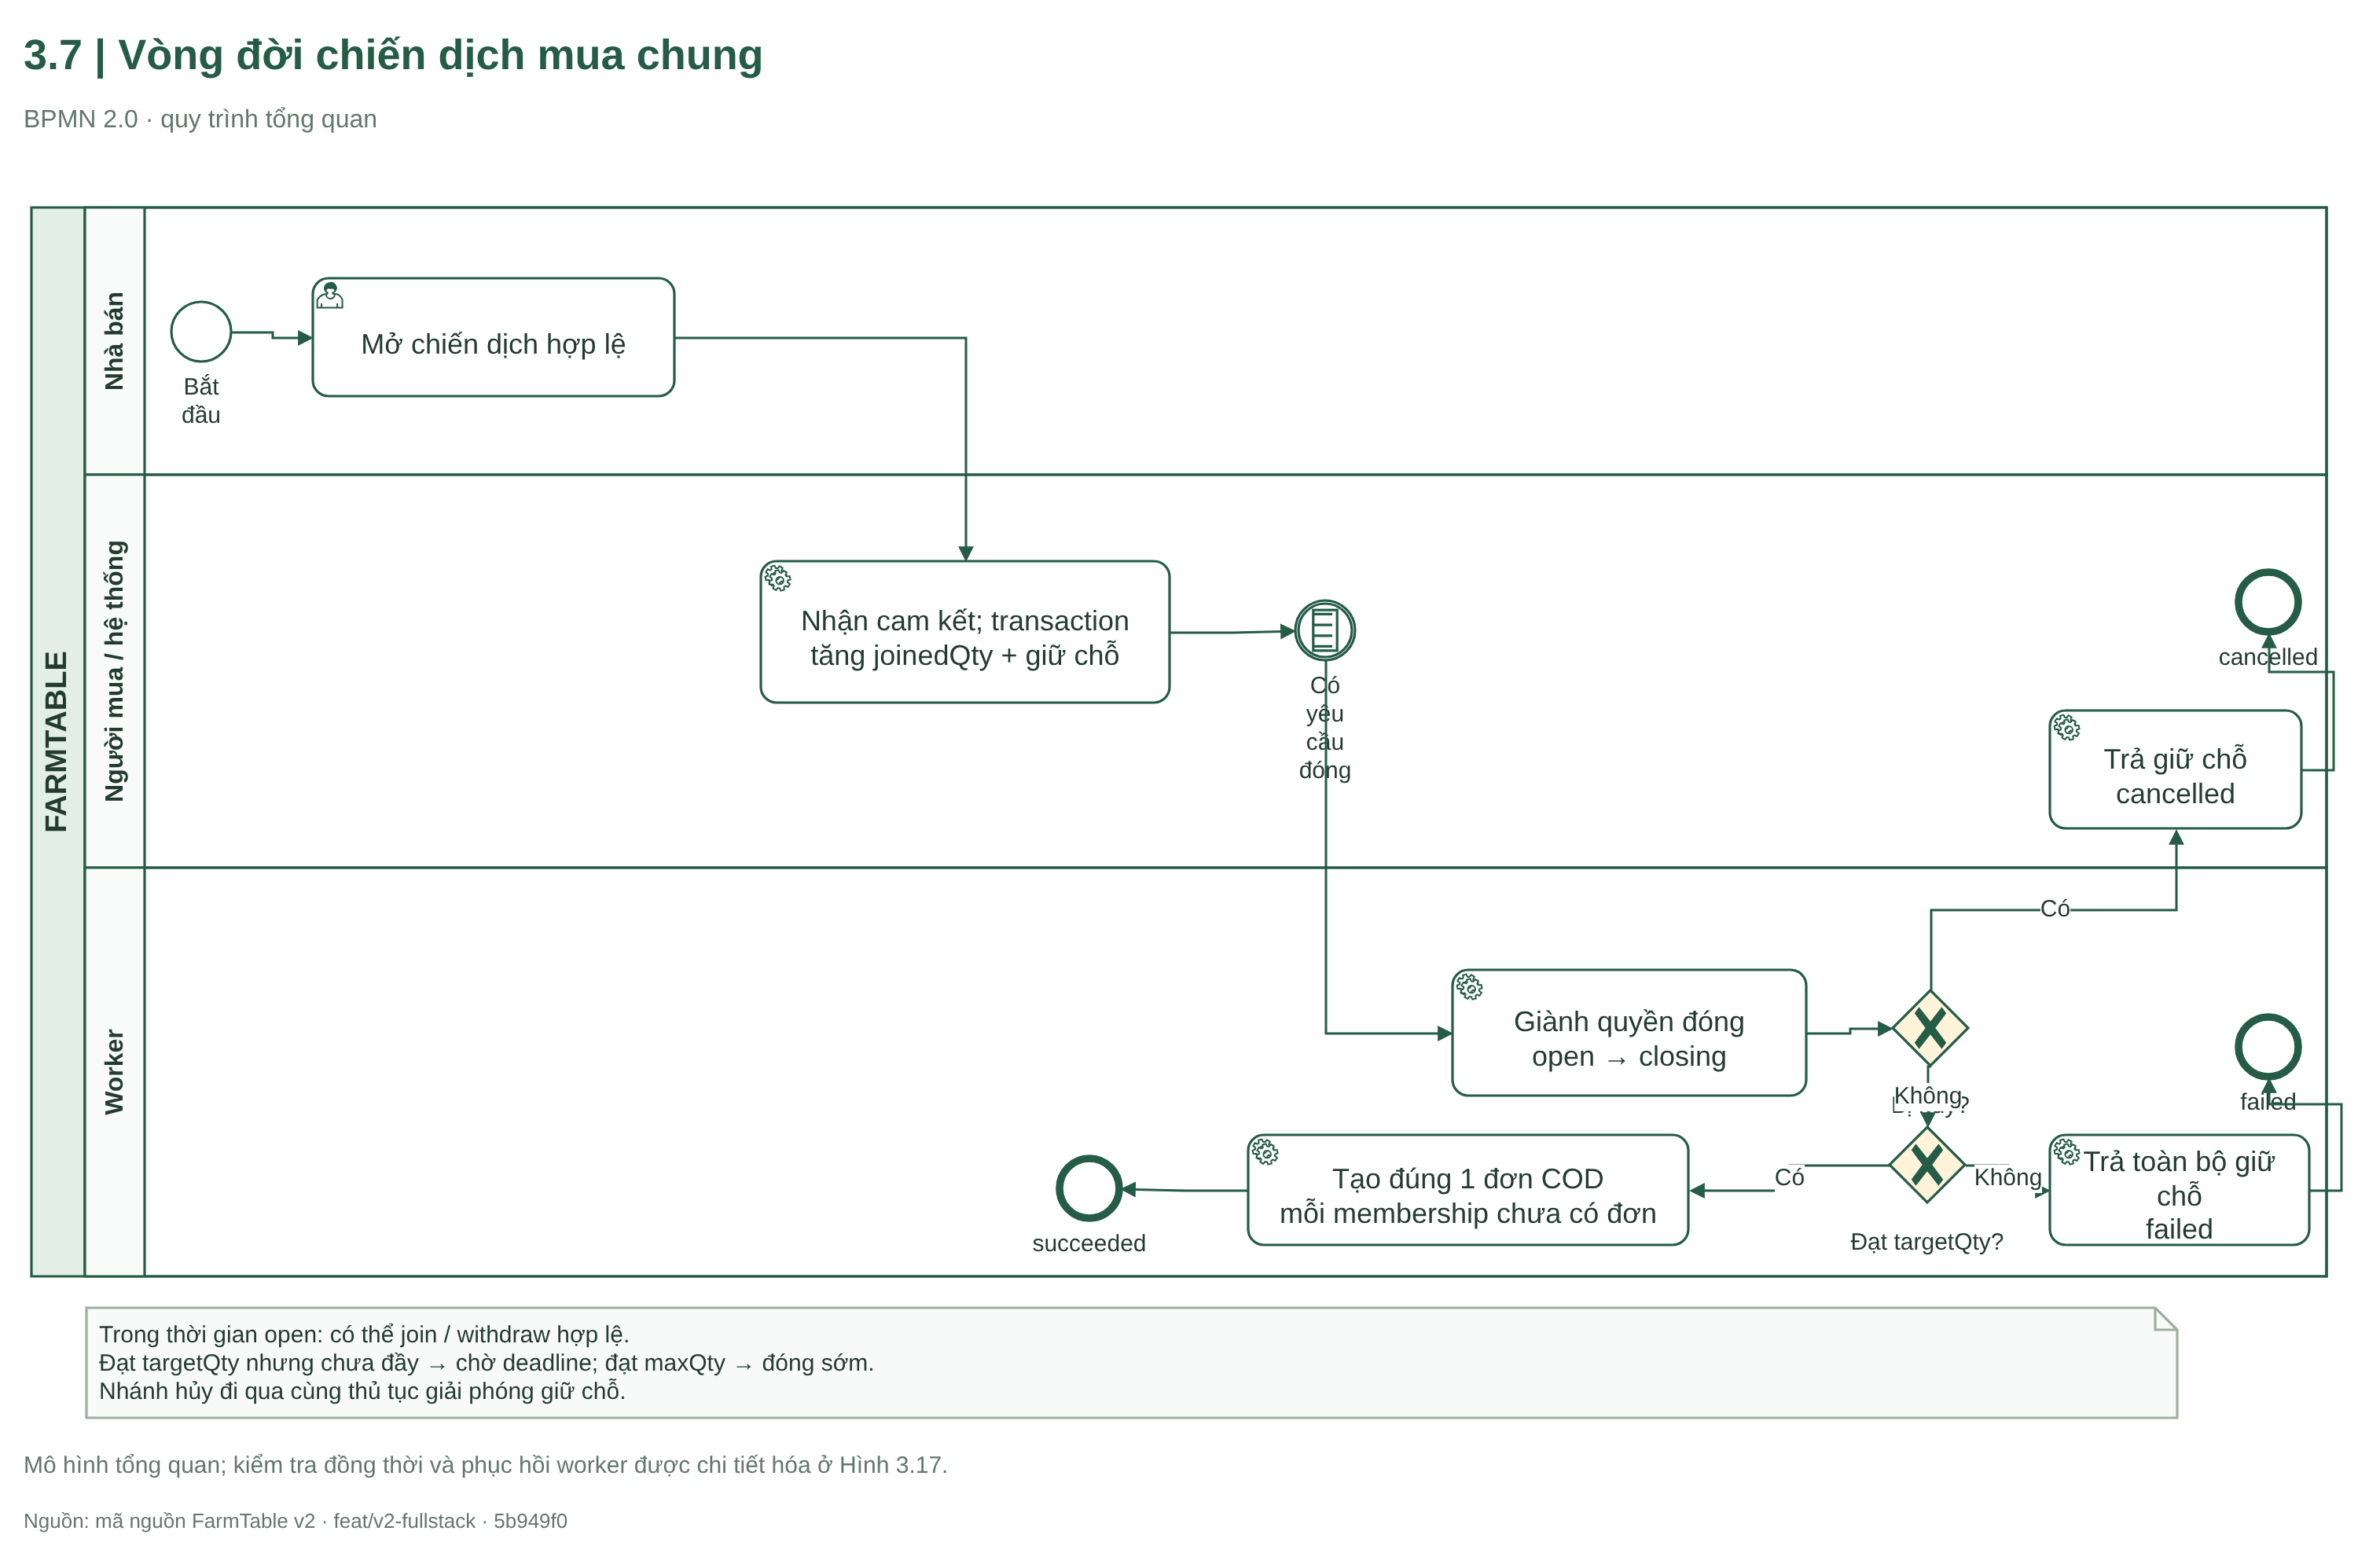 3.7 | Vòng đời chiến dịch mua chung
BPMN 2.0 · quy trình tổng quan
FARMTABLE
Nhà bán
Bắt
đầu
Mở chiến dịch hợp lệ
Người mua / hệ thống
Nhận cam kết; transaction
tăng joinedQty + giữ chỗ
Có
yêu
cầu
đóng
cancelled
Trả giữ chỗ
cancelled
Worker
Có
Giành quyền đóng
open → closing
Không
failed
Tạo đúng 1 đơn COD
mỗi membership chưa có đơn
succeeded
Có
Không
Đạt targetQty?
Trả toàn bộ giữ
chỗ
failed
Trong thời gian open: có thể join / withdraw hợp lệ.
Đạt targetQty nhưng chưa đầy → chờ deadline; đạt maxQty → đóng sớm.
Nhánh hủy đi qua cùng thủ tục giải phóng giữ chỗ.
Mô hình tổng quan; kiểm tra đồng thời và phục hồi worker được chi tiết hóa ở Hình 3.17.
Nguồn: mã nguồn FarmTable v2 · feat/v2-fullstack · 5b949f0